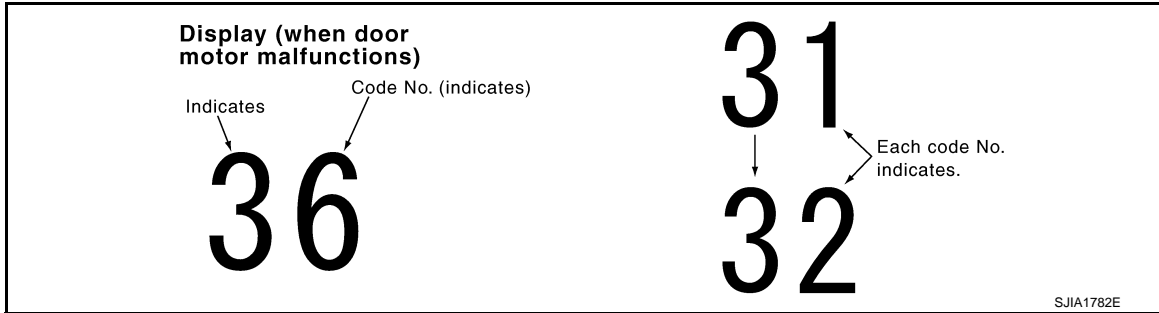 Display (when door
motor malfunctions)
Code No. (indicates)
Indicates
36
31
Each code No.
indicates.
32
SJIA1782E